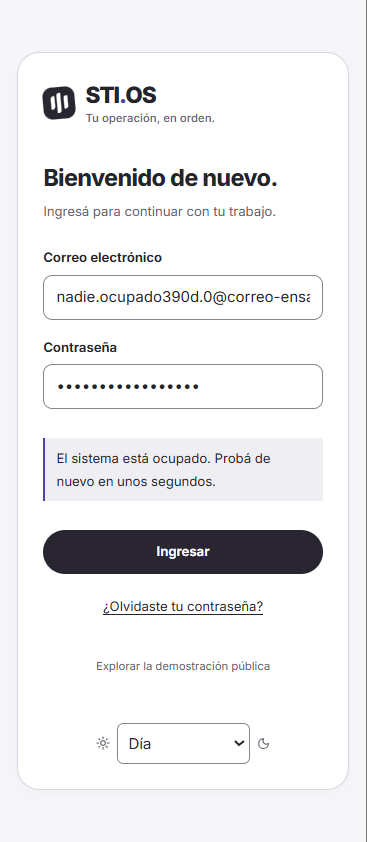 STI.OS
Tu operación, en orden.
Bienvenido de nuevo.
Ingresá para continuar con tu trabajo.
Correo electrónico
nadie.ocupado390d.0@correo-ensa
Contraseña
•••••••••••••••••
El sistema está ocupado. Probá de
nuevo en unos segundos.
Ingresar
¿Olvidaste tu contraseña?
Explorar la demostración pública
Día